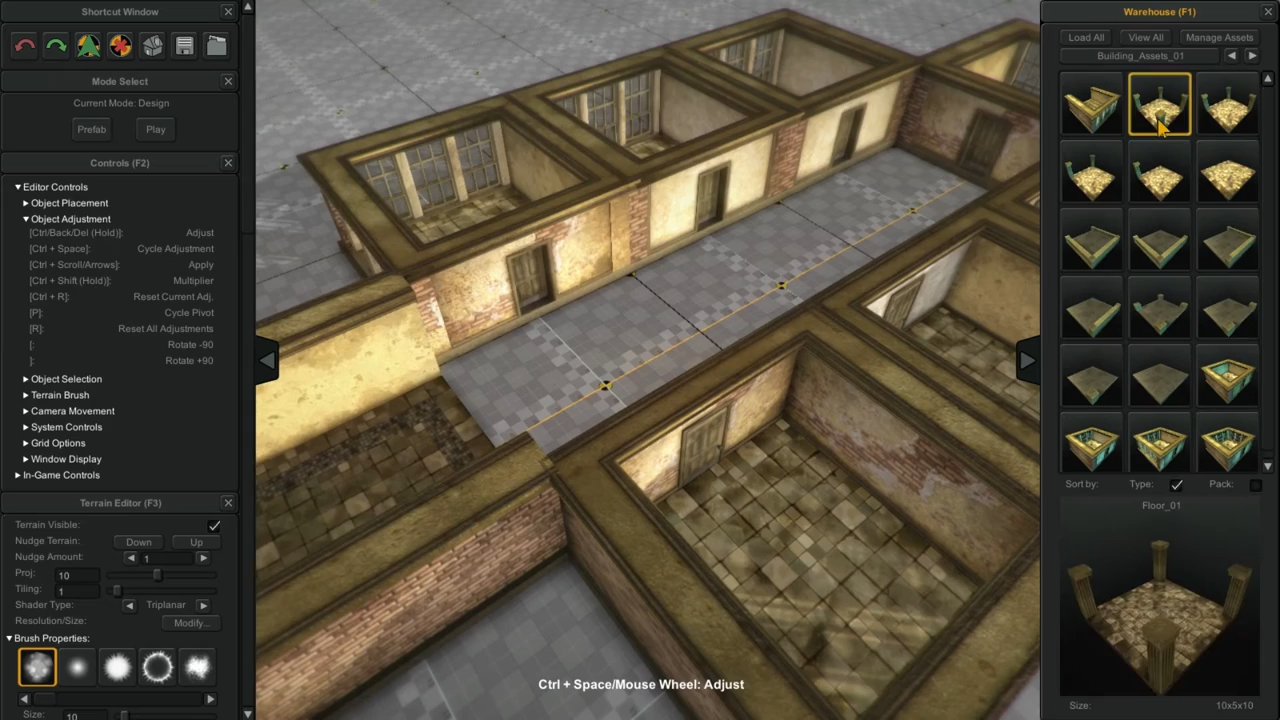 Shortcut Window
Mode Select
Current Mode: Design
Prefab
Play
Controls (F2)
Editor Controls
Object Placement
Object Adjustment
[Ctrl/Back/Del (Hold)]: Adjust
[Ctrl + Space]: Cycle Adjustment
[Ctrl + Scroll/Arrows]: Apply
[Ctrl + Shift (Hold)]: Multiplier
[Ctrl + R]: Reset Current Adj.
[P]: Cycle Pivot
[R]: Reset All Adjustments
[: Rotate -90
]: Rotate +90
Object Selection
Terrain Brush
Camera Movement
System Controls
Grid Options
Window Display
In-Game Controls
Terrain Editor (F3)
Terrain Visible:
Nudge Terrain: Down Up
Nudge Amount: 1
Proj: 10
Tiling: 1
Shader Type: Triplanar
Resolution/Size: Modify...
Brush Properties:
Size: 10
Ctrl + Space/Mouse Wheel: Adjust
Warehouse (F1)
Load All View All Manage Assets
Building_Assets_01
Sort by: Type: Pack:
Floor_01
Size: 10x5x10